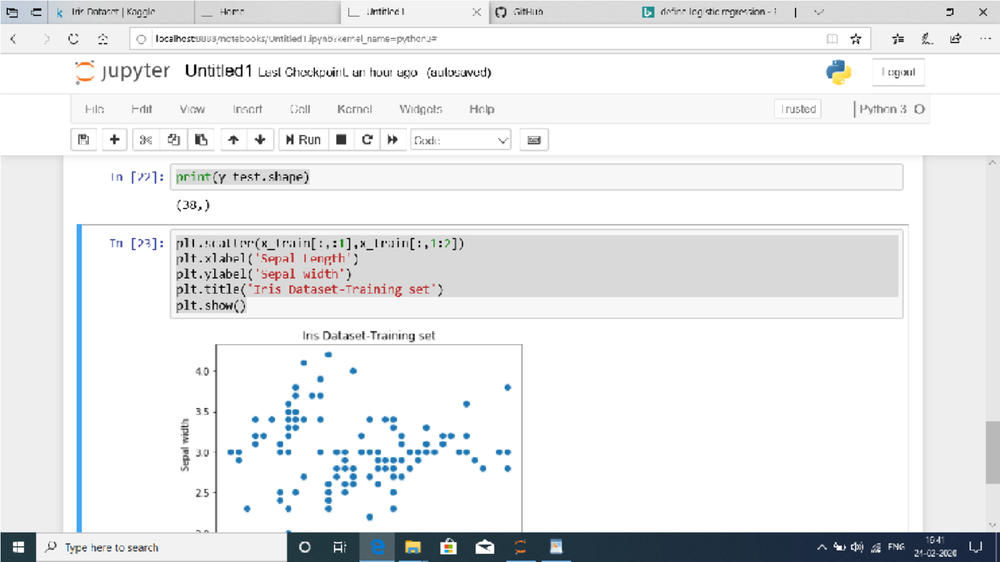 Iris Dataset | Kaggle
Home
Untitled1
GitHub
define logistic regression -
localhost:8888/notebooks/Untitled1.ipynb?kernel_name=python3#
jupyter Untitled1 Last Checkpoint: an hour ago (autosaved)
Logout
File Edit View Insert Cell Kernel Widgets Help
Trusted
Python 3
Run
Code
In [22]: print(y_test.shape)
(38,)
In [23]: plt.scatter(x_train[:,:1],x_train[:,1:2])
plt.xlabel('Sepal Length')
plt.ylabel('Sepal width')
plt.title('Iris Dataset-Training set')
plt.show()
Iris Dataset-Training set
4.0
3.5
3.0
2.5
Sepal width
Type here to search
ENG
16:41
24-02-2020